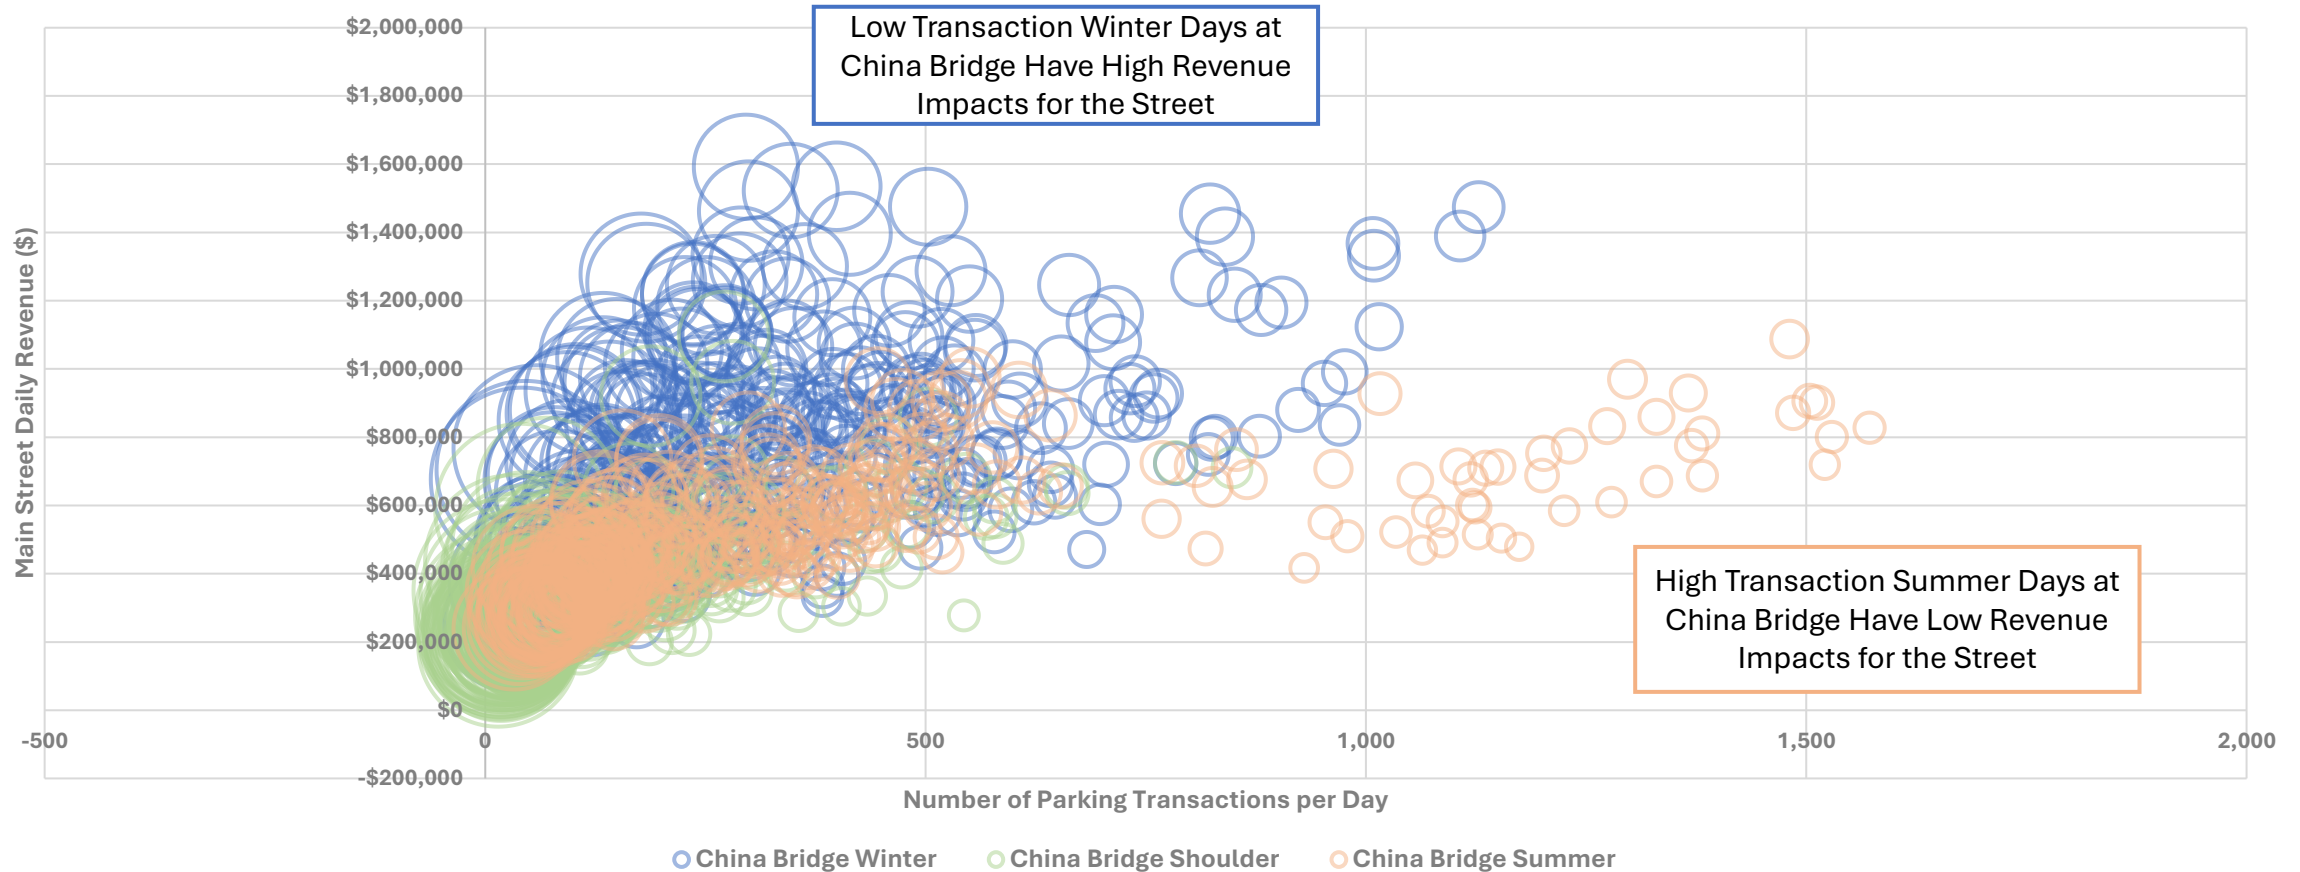 Low Transaction Winter Days at
China Bridge Have High Revenue
Impacts for the Street
$2,000,000
$1,800,000
$1,600,000
$1,400,000
$1,200,000
$1,000,000
$800,000
$600,000
$400,000
$200,000
$0
-$200,000
Main Street Daily Revenue ($)
High Transaction Summer Days at
China Bridge Have Low Revenue
Impacts for the Street
-500 0 500 1,000 1,500 2,000
Number of Parking Transactions per Day
China Bridge Winter China Bridge Shoulder China Bridge Summer